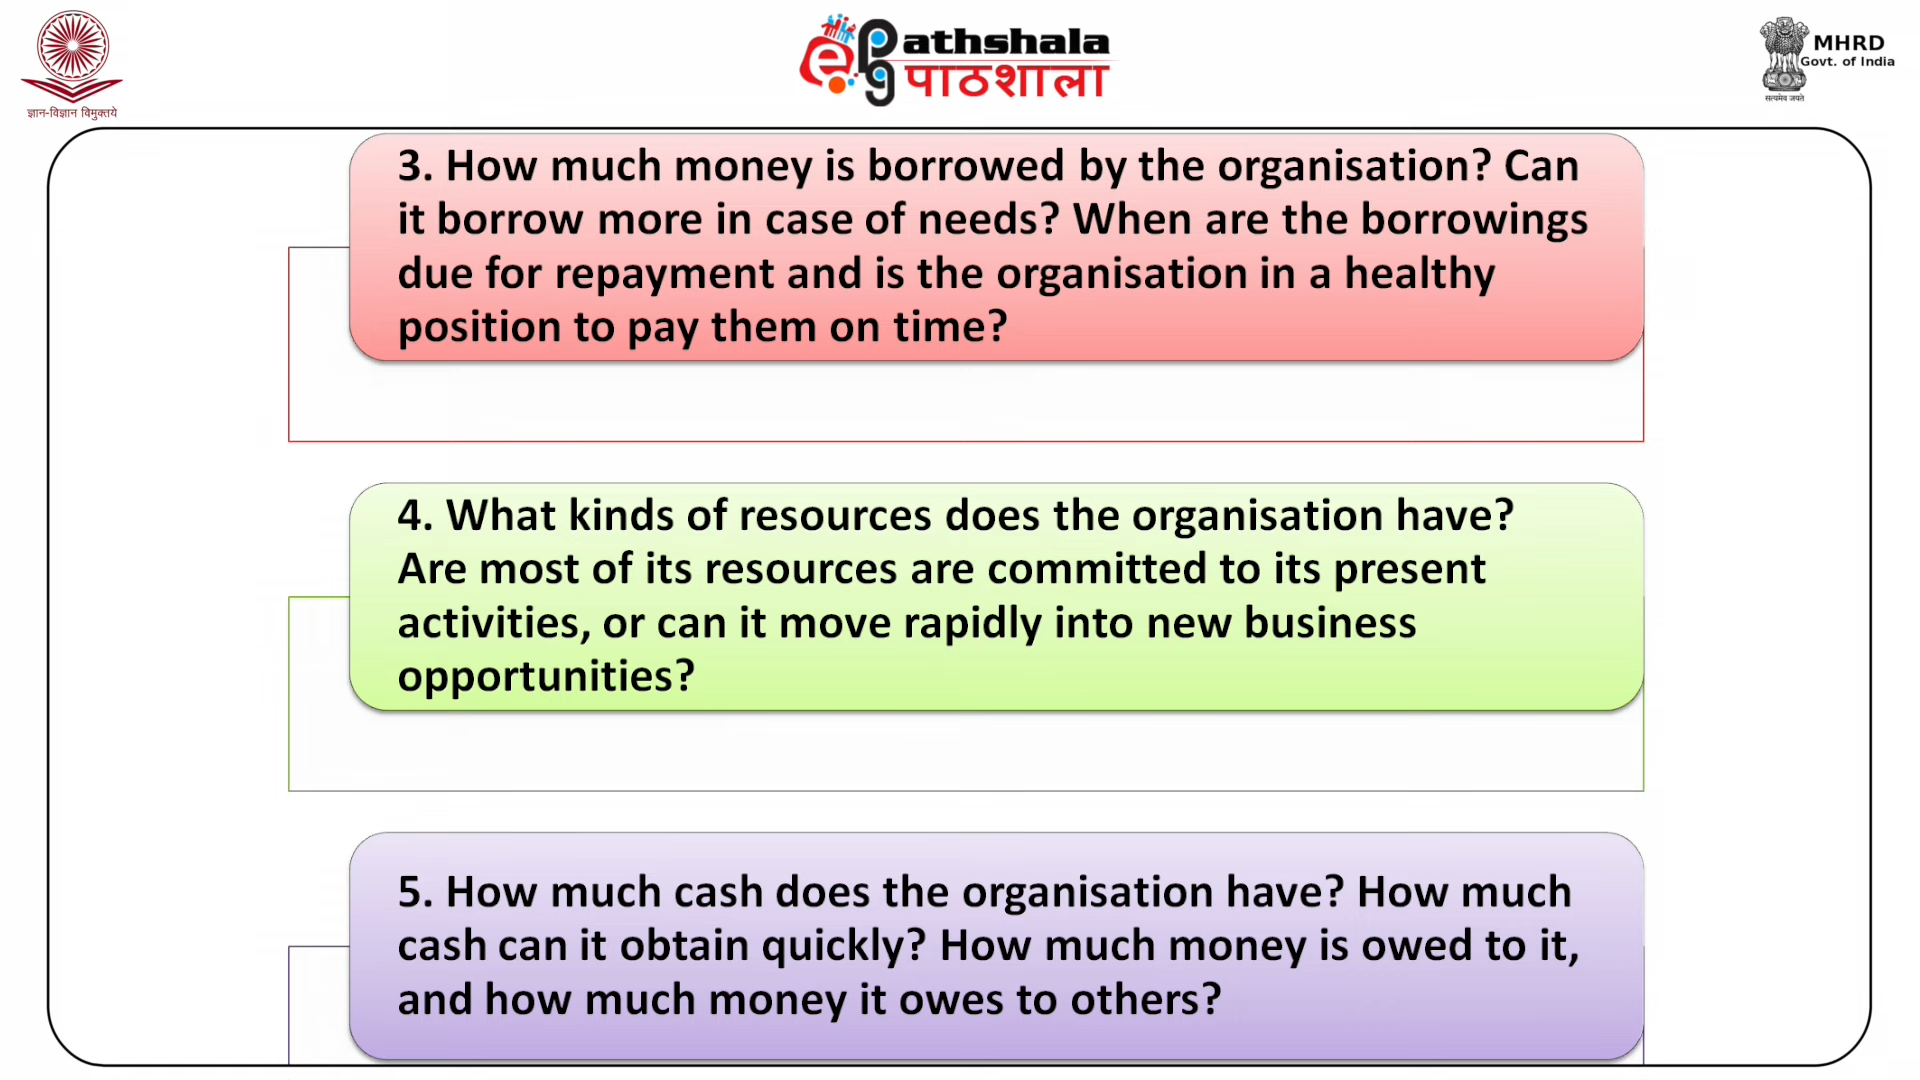 ज्ञान-विज्ञान विमुक्तये
e pg athshala
पाठशाला
MHRD
Govt. of India
सत्यमेव जयते
3. How much money is borrowed by the organisation? Can
it borrow more in case of needs? When are the borrowings
due for repayment and is the organisation in a healthy
position to pay them on time?
4. What kinds of resources does the organisation have?
Are most of its resources are committed to its present
activities, or can it move rapidly into new business
opportunities?
5. How much cash does the organisation have? How much
cash can it obtain quickly? How much money is owed to it,
and how much money it owes to others?